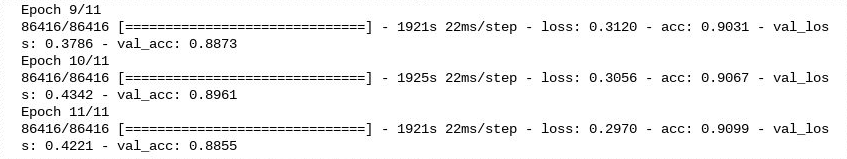 Epoch 9/11
86416/86416 [==============================] - 1921s 22ms/step - loss: 0.3120 - acc: 0.9031 - val_los
s: 0.3786 - val_acc: 0.8873
Epoch 10/11
86416/86416 [==============================] - 1925s 22ms/step - loss: 0.3056 - acc: 0.9067 - val_los
s: 0.4342 - val_acc: 0.8961
Epoch 11/11
86416/86416 [==============================] - 1921s 22ms/step - loss: 0.2970 - acc: 0.9099 - val_los
s: 0.4221 - val_acc: 0.8855